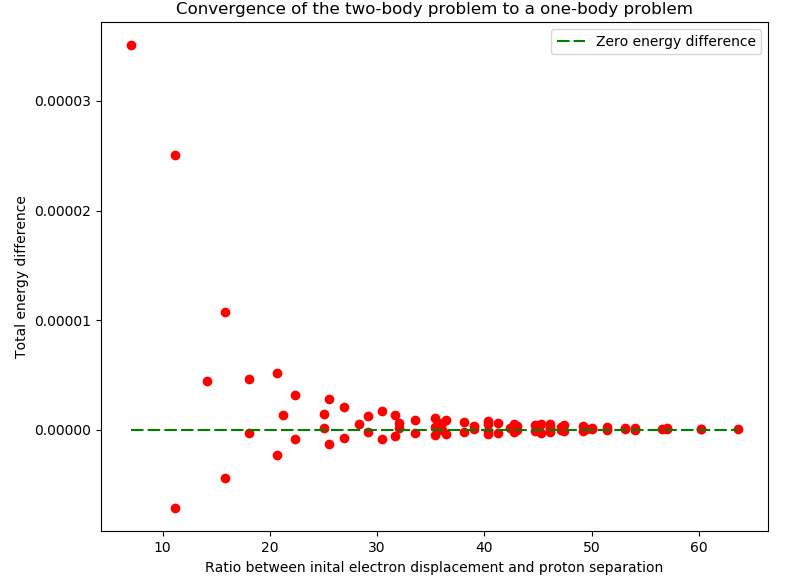 Convergence of the two-body problem to a one-body problem
Zero energy difference
Total energy difference
0.00003
0.00002
0.00001
0.00000
10 20 30 40 50 60
Ratio between inital electron displacement and proton separation